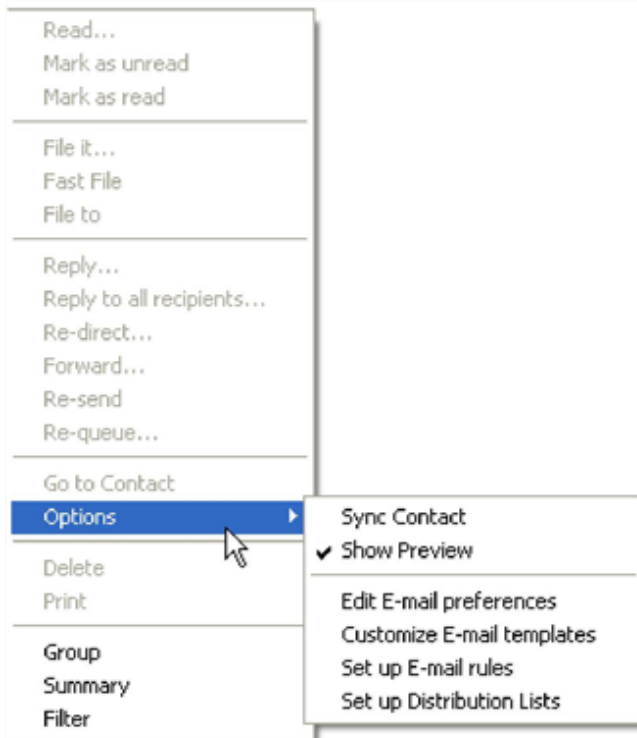 Read...
Mark as unread
Mark as read
File it...
Fast File
File to
Reply...
Reply to all recipients...
Re-direct...
Forward...
Re-send
Re-queue...
Go to Contact
Options
Delete
Print
Group
Summary
Filter
Sync Contact
Show Preview
Edit E-mail preferences
Customize E-mail templates
Set up E-mail rules
Set up Distribution Lists